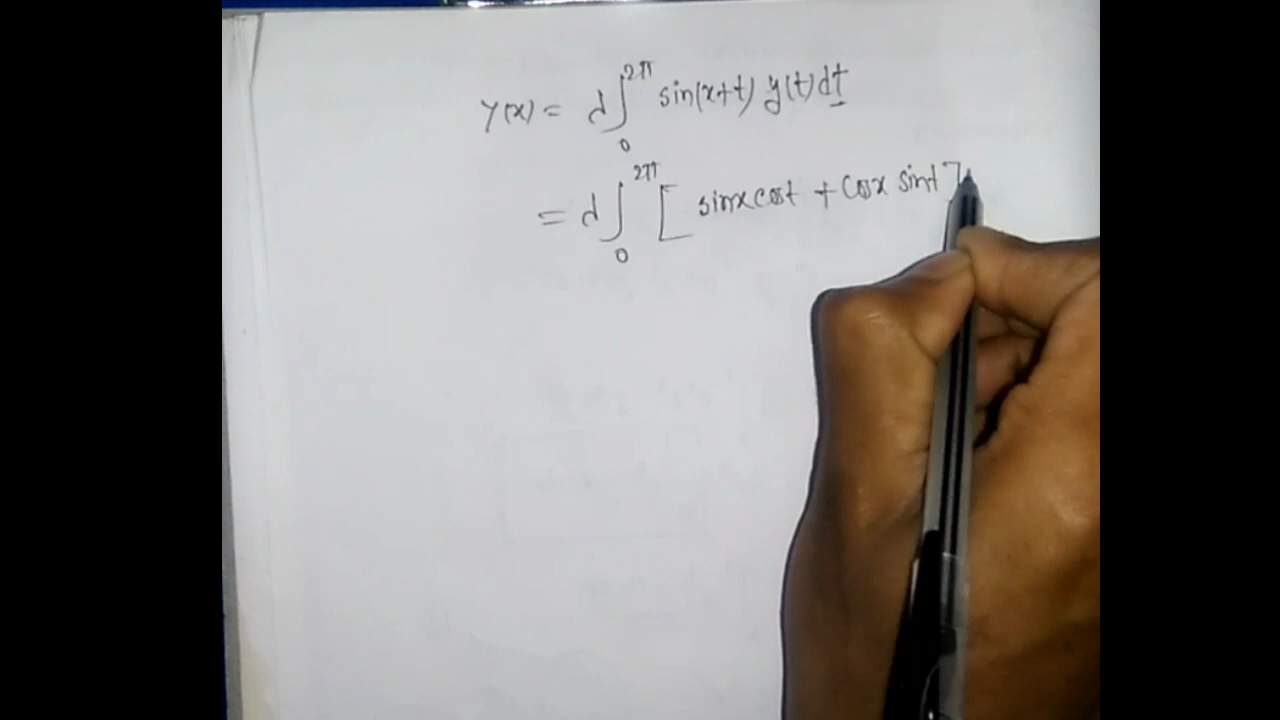 y(x) = λ∫₀^2π sin(x+t) y(t)dt
= λ∫₀^2π [ sinx cost + cosx sint ]